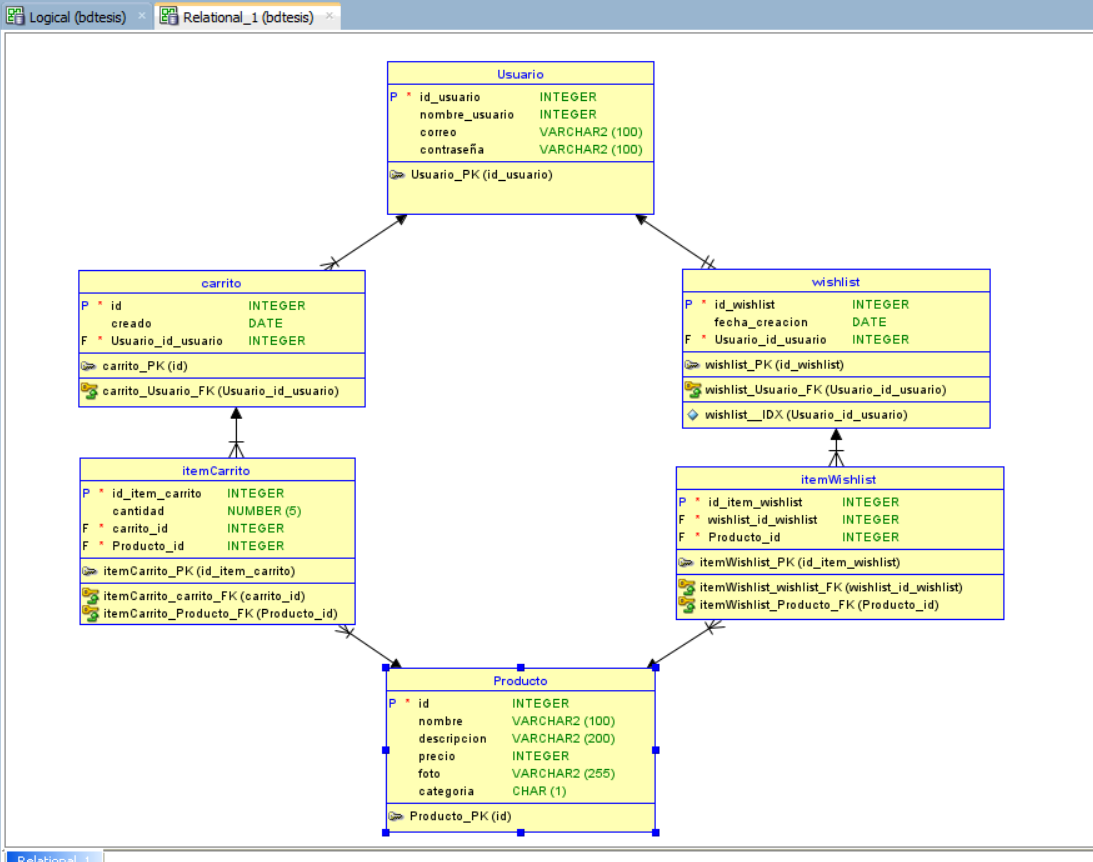 Logical (bdtesis) × Relational_1 (bdtesis) ×
Usuario
P * id_usuario INTEGER
nombre_usuario INTEGER
correo VARCHAR2 (100)
contraseña VARCHAR2 (100)
Usuario_PK (id_usuario)
carrito
P * id INTEGER
creado DATE
F * Usuario_id_usuario INTEGER
carrito_PK (id)
carrito_Usuario_FK (Usuario_id_usuario)
wishlist
P * id_wishlist INTEGER
fecha_creacion DATE
F * Usuario_id_usuario INTEGER
wishlist_PK (id_wishlist)
wishlist_Usuario_FK (Usuario_id_usuario)
wishlist__IDX (Usuario_id_usuario)
itemCarrito
P * id_item_carrito INTEGER
cantidad NUMBER (5)
F * carrito_id INTEGER
F * Producto_id INTEGER
itemCarrito_PK (id_item_carrito)
itemCarrito_carrito_FK (carrito_id)
itemCarrito_Producto_FK (Producto_id)
itemWishlist
P * id_item_wishlist INTEGER
F * wishlist_id_wishlist INTEGER
F * Producto_id INTEGER
itemWishlist_PK (id_item_wishlist)
itemWishlist_wishlist_FK (wishlist_id_wishlist)
itemWishlist_Producto_FK (Producto_id)
Producto
P * id INTEGER
nombre VARCHAR2 (100)
descripcion VARCHAR2 (200)
precio INTEGER
foto VARCHAR2 (255)
categoria CHAR (1)
Producto_PK (id)
Relational_1